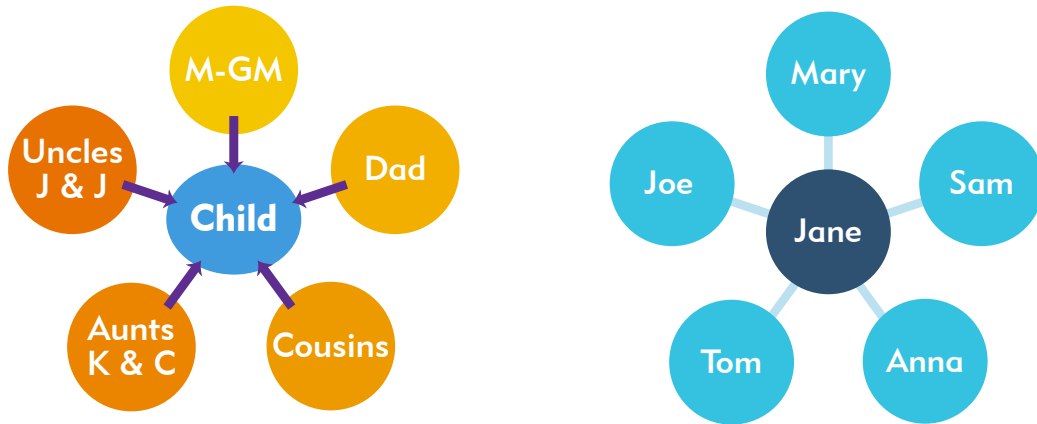 M-GM
Uncles
J & J
Dad
Child
Aunts
K & C
Cousins
Mary
Joe
Sam
Jane
Tom
Anna